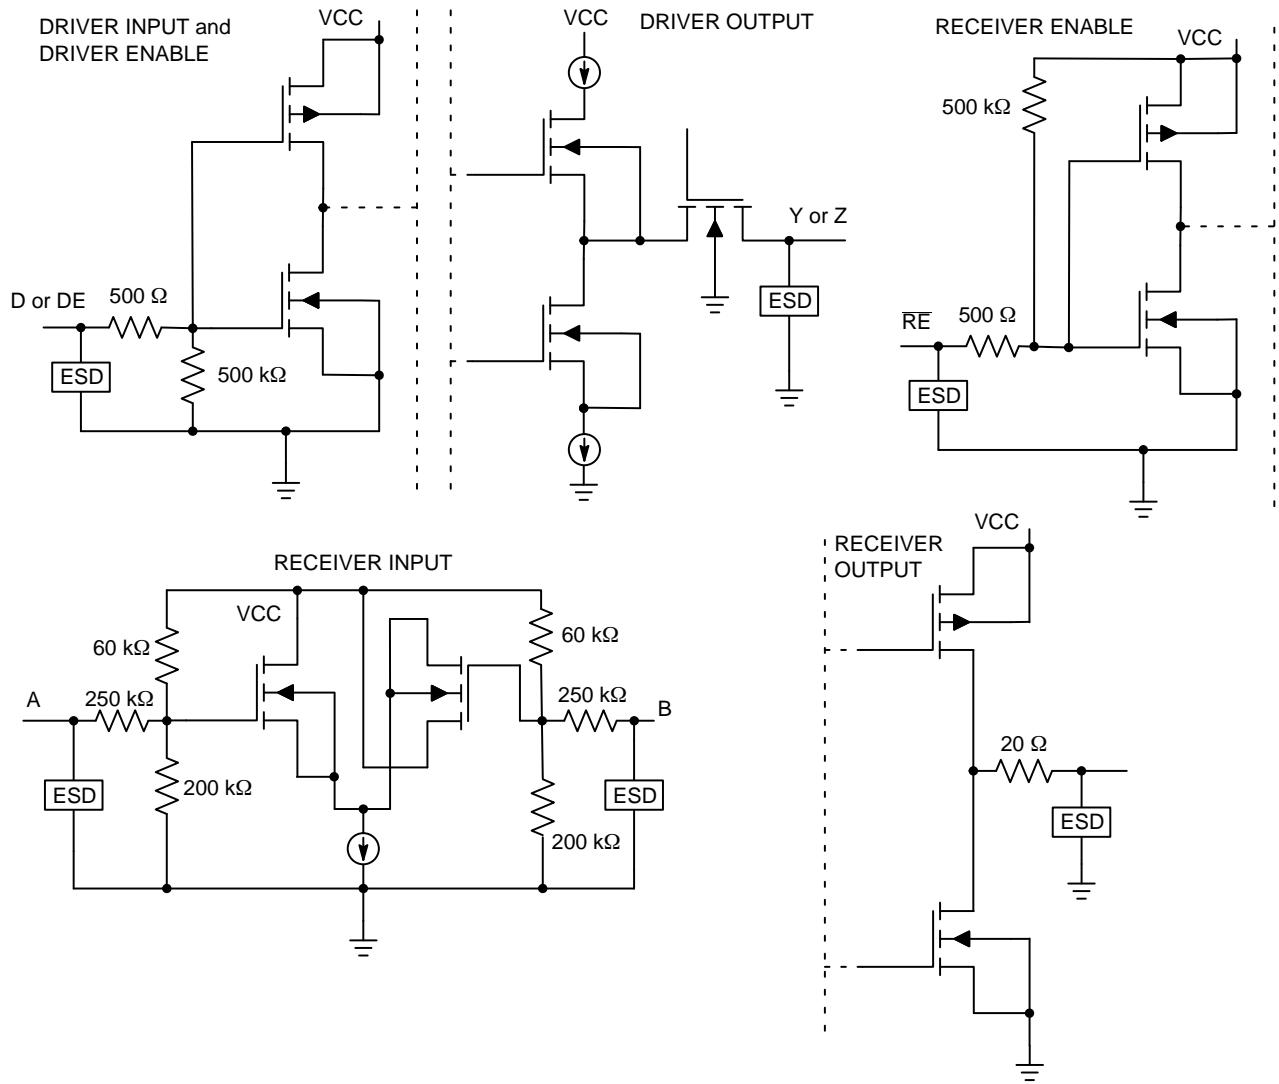 DRIVER INPUT and
DRIVER ENABLE
VCC
D or DE
500 Ω
ESD
500 kΩ
VCC
DRIVER OUTPUT
Y or Z
ESD
RECEIVER ENABLE
VCC
500 kΩ
RE
500 Ω
ESD
RECEIVER INPUT
VCC
60 kΩ
60 kΩ
A
250 kΩ
250 kΩ
B
ESD
200 kΩ
ESD
200 kΩ
VCC
RECEIVER
OUTPUT
20 Ω
ESD